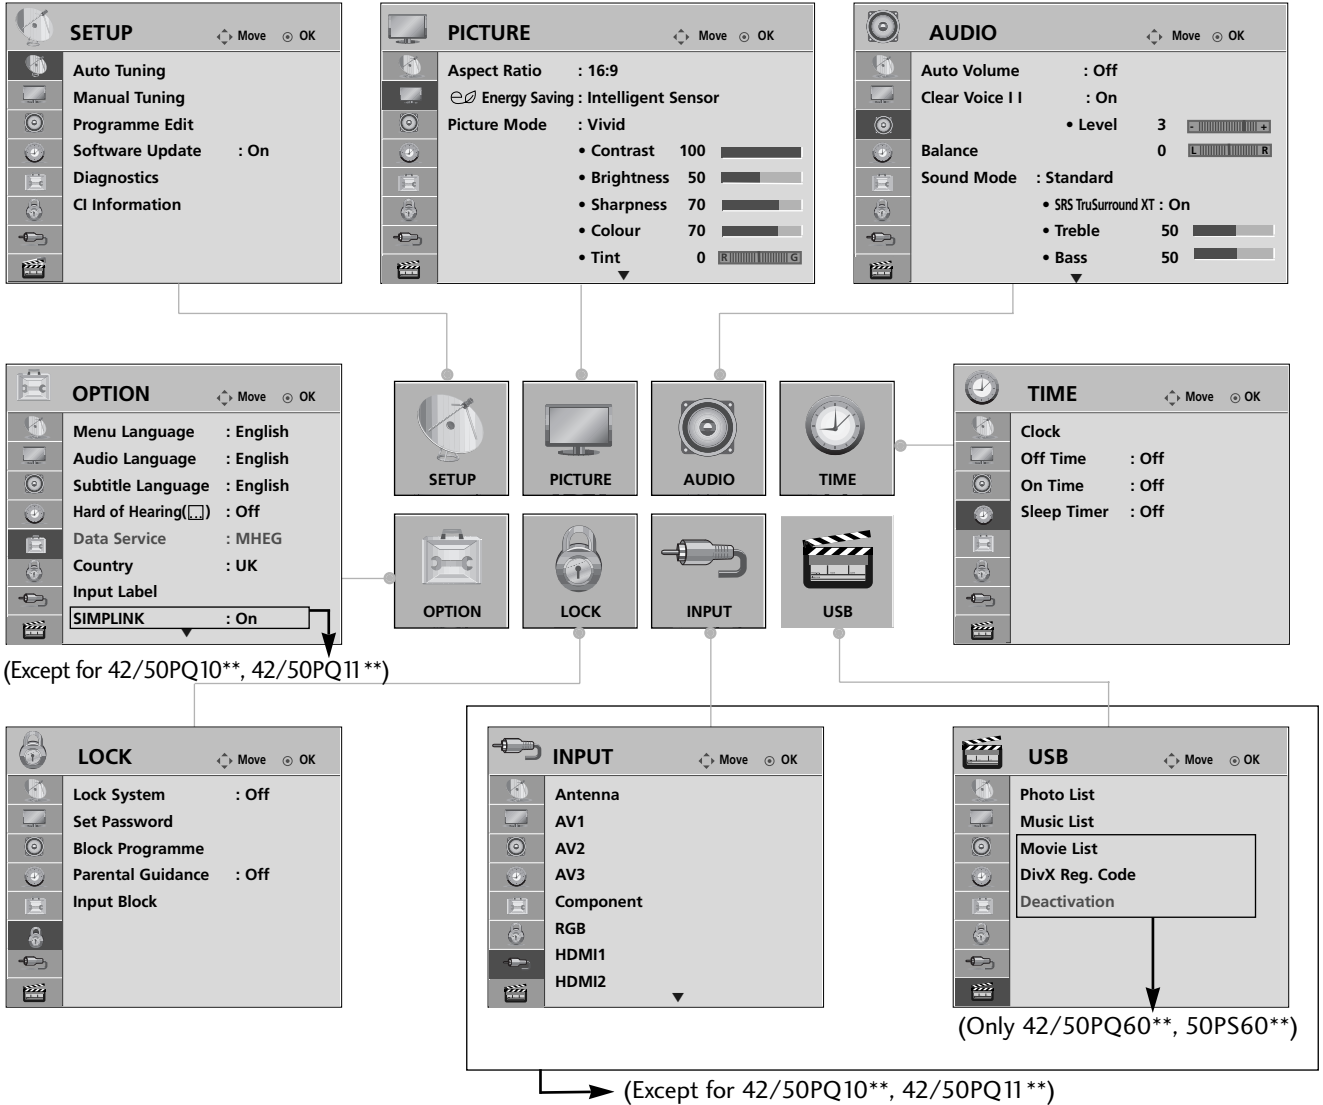 SETUP Move OK
Auto Tuning
Manual Tuning
Programme Edit
Software Update : On
Diagnostics
CI Information
PICTURE Move OK
Aspect Ratio : 16:9
Energy Saving : Intelligent Sensor
Picture Mode : Vivid
• Contrast 100
• Brightness 50
• Sharpness 70
• Colour 70
• Tint 0 R G
AUDIO Move OK
Auto Volume : Off
Clear Voice I I : On
• Level 3 - +
Balance 0 L R
Sound Mode : Standard
• SRS TruSurround XT : On
• Treble 50
• Bass 50
OPTION Move OK
Menu Language : English
Audio Language : English
Subtitle Language : English
Hard of Hearing( ) : Off
Data Service : MHEG
Country : UK
Input Label
SIMPLINK : On
(Except for 42/50PQ10**, 42/50PQ11**)
SETUP
PICTURE
AUDIO
TIME
OPTION
LOCK
INPUT
USB
TIME Move OK
Clock
Off Time : Off
On Time : Off
Sleep Timer : Off
LOCK Move OK
Lock System : Off
Set Password
Block Programme
Parental Guidance : Off
Input Block
INPUT Move OK
Antenna
AV1
AV2
AV3
Component
RGB
HDMI1
HDMI2
USB Move OK
Photo List
Music List
Movie List
DivX Reg. Code
Deactivation
(Only 42/50PQ60**, 50PS60**)
(Except for 42/50PQ10**, 42/50PQ11**)